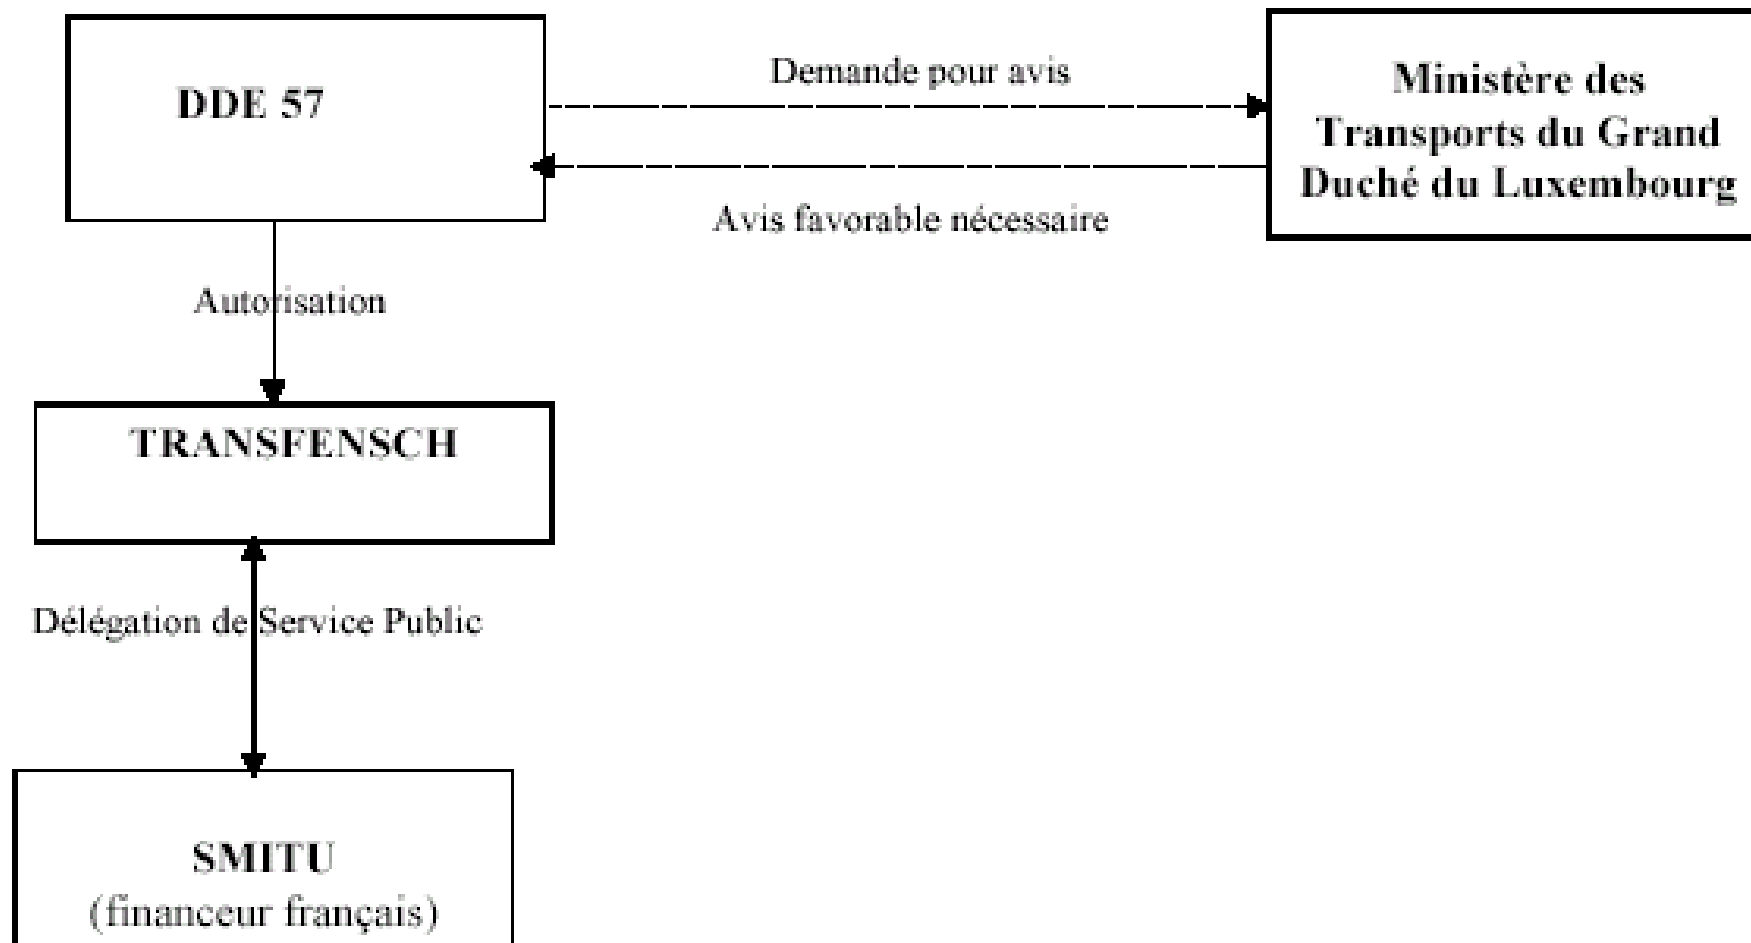 DDE 57
Demande pour avis
Ministère des
Transports du Grand
Duché du Luxembourg
Avis favorable nécessaire
Autorisation
TRANSFENSCH
Délégation de Service Public
SMITU
(financeur français)